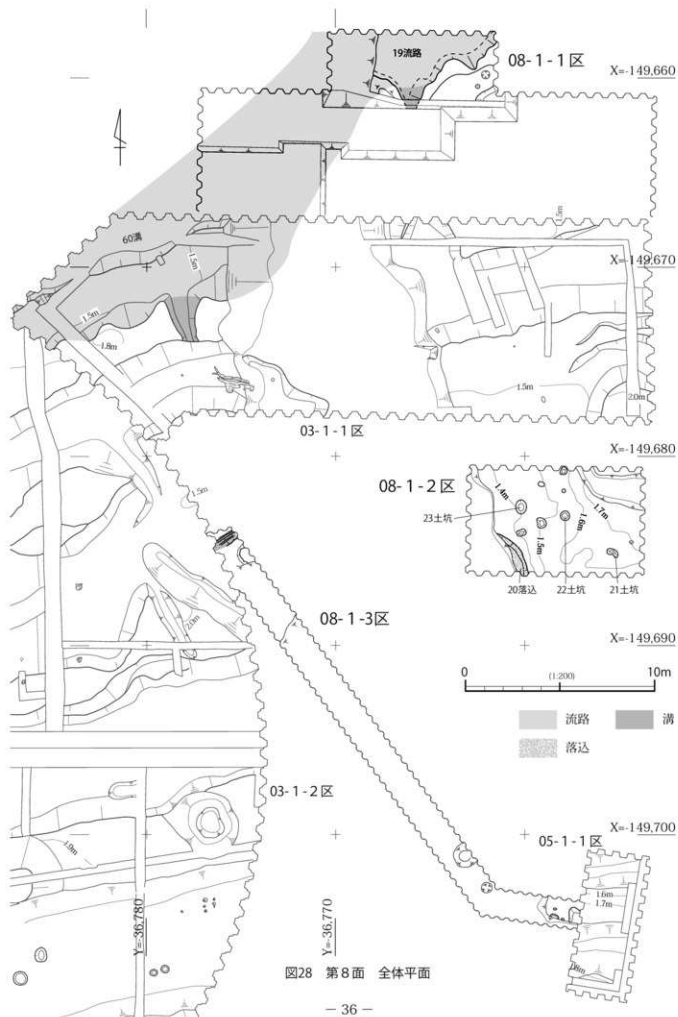 19流路
08-1-1区
X=-149,660
60溝
1.5m
1.5m
X=-149,670
1.5m
1.8m
1.5m
2.0m
03-1-1区
X=-149,680
08-1-2区
1.4m
1.7m
1.6m
23土坑
1.5m
1.5m
20落込
22土坑
21土坑
2.0m
08-1-3区
X=-149,690
0
(1:200)
10m
流路
溝
落込
03-1-2区
X=-149,700
05-1-1区
1.9m
1.6m
1.7m
Y=-36,780
Y=-36,770
図28 第8面 全体平面
- 36 -